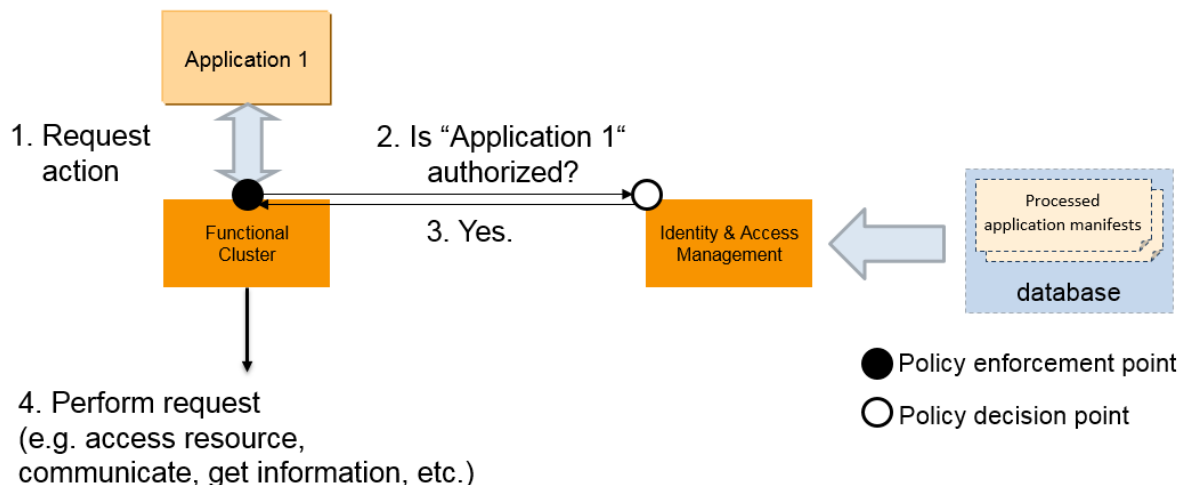 Application 1
1. Request
action
2. Is “Application 1“
authorized?
3. Yes.
Functional
Cluster
Identity & Access
Management
Processed
application manifests
database
Policy enforcement point
Policy decision point
4. Perform request
(e.g. access resource,
communicate, get information, etc.)